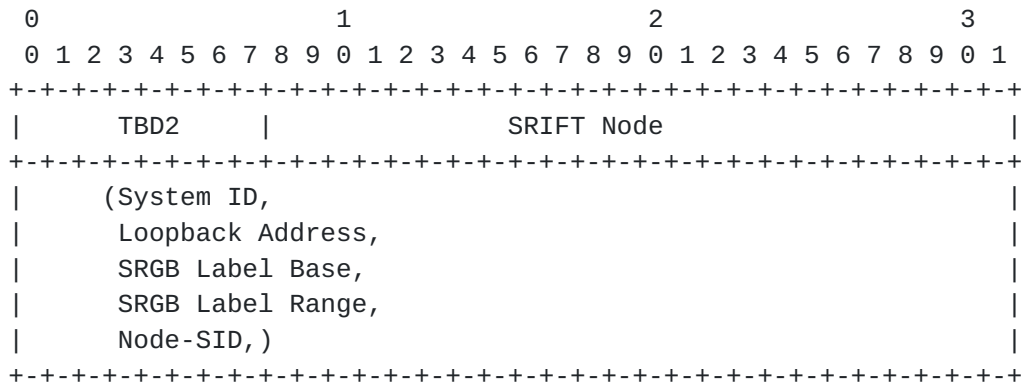 0                   1                   2                   3
 0 1 2 3 4 5 6 7 8 9 0 1 2 3 4 5 6 7 8 9 0 1 2 3 4 5 6 7 8 9 0 1
+-+-+-+-+-+-+-+-+-+-+-+-+-+-+-+-+-+-+-+-+-+-+-+-+-+-+-+-+-+-+-+-+
|      TBD2     |               SRIFT Node                      |
+-+-+-+-+-+-+-+-+-+-+-+-+-+-+-+-+-+-+-+-+-+-+-+-+-+-+-+-+-+-+-+-+
|     (System ID,                                               |
|      Loopback Address,                                        |
|      SRGB Label Base,                                         |
|      SRGB Label Range,                                        |
|      Node-SID,)                                               |
+-+-+-+-+-+-+-+-+-+-+-+-+-+-+-+-+-+-+-+-+-+-+-+-+-+-+-+-+-+-+-+-+